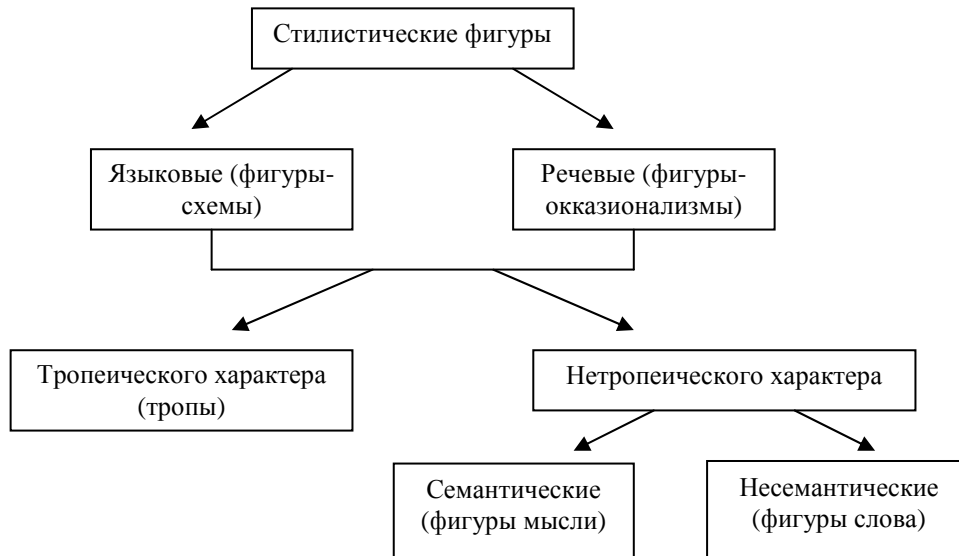 Стилистические фигуры
Языковые (фигуры-
схемы)
Речевые (фигуры-
окказионализмы)
Тропеического характера
(тропы)
Нетропеического характера
Семантические
(фигуры мысли)
Несемантические
(фигуры слова)